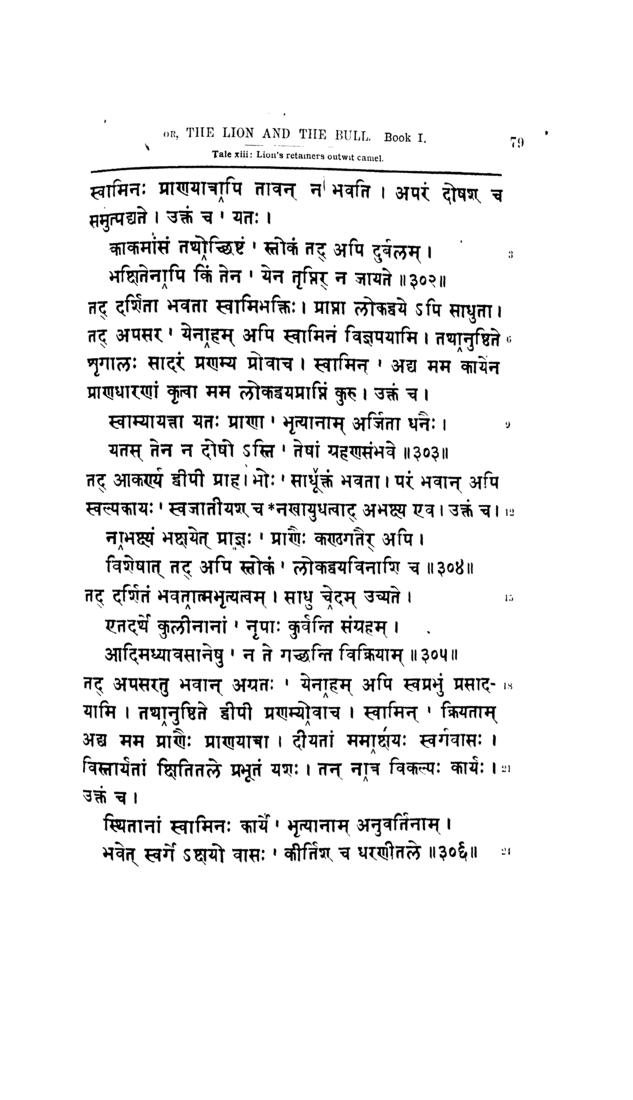 OR, THE LION AND THE BULL. Book I. 79
Tale xiii: Lion's retainers outwit camel.
स्वामिनः प्राणयात्रापि तावन् न भवति । अपरं दोषश् च
समुत्पद्यते । उक्तं च ' यतः ।
काकमांसं तथोच्छिष्टं ' स्तोकं तद् अपि दुर्बलम् । 3
भक्षितेनापि किं तेन ' येन तृप्तिर् न जायते ॥३०२॥
तद् दर्शिता भवता स्वामिभक्तिः । प्राप्ता लोकद्वये ऽपि साधुता ।
तद् अपसर ' येनाहम् अपि स्वामिनं विज्ञपयामि । तथानुष्ठिते 6
शृगालः सादरं प्रणम्य प्रोवाच । स्वामिन् ' अद्य मम कायेन
प्राणधारणां कृत्वा मम लोकद्वयप्राप्तिं कुरु । उक्तं च ।
स्वाम्यायत्ता यतः प्राणा ' भृत्यानाम् अर्जिता धनैः । 9
यतस् तेन न दोषो ऽस्ति ' तेषां ग्रहणसंभवे ॥३०३॥
तद् आकर्ण्य द्वीपी प्राह । भोः ' साधूक्तं भवता । परं भवान् अपि
स्वल्पकायः ' स्वजातीयश् च *नखायुधत्वाद् अभक्ष्य एव । उक्तं च । 12
नाभक्ष्यं भक्षयेत् प्राज्ञः ' प्राणैः कण्ठगतैर् अपि ।
विशेषात् तद् अपि स्तोकं ' लोकद्वयविनाशि च ॥३०४॥
तद् दर्शितं भवतात्मभृत्यत्वम् । साधु चेदम् उच्यते । 15
एतदर्थे कुलीनानां ' नृपाः कुर्वन्ति संग्रहम् ।
आदिमध्यावसानेषु ' न ते गच्छन्ति विक्रियाम् ॥३०५॥
तद् अपसरतु भवान् अग्रतः ' येनाहम् अपि स्वप्रभुं प्रसाद- 18
यामि । तथानुष्ठिते द्वीपी प्रणम्योवाच । स्वामिन् ' क्रियताम्
अद्य मम प्राणैः प्राणयात्रा । दीयतां ममाक्षयः स्वर्गवासः ।
विस्तार्यतां क्षितितले प्रभूतं यशः । तन् नात्र विकल्पः कार्यः । 21
उक्तं च ।
स्थितानां स्वामिनः कार्ये ' भृत्यानाम् अनुवर्तिनाम् ।
भवेत् स्वर्गे ऽक्षयो वासः ' कीर्तिश् च धरणीतले ॥३०६॥ 24